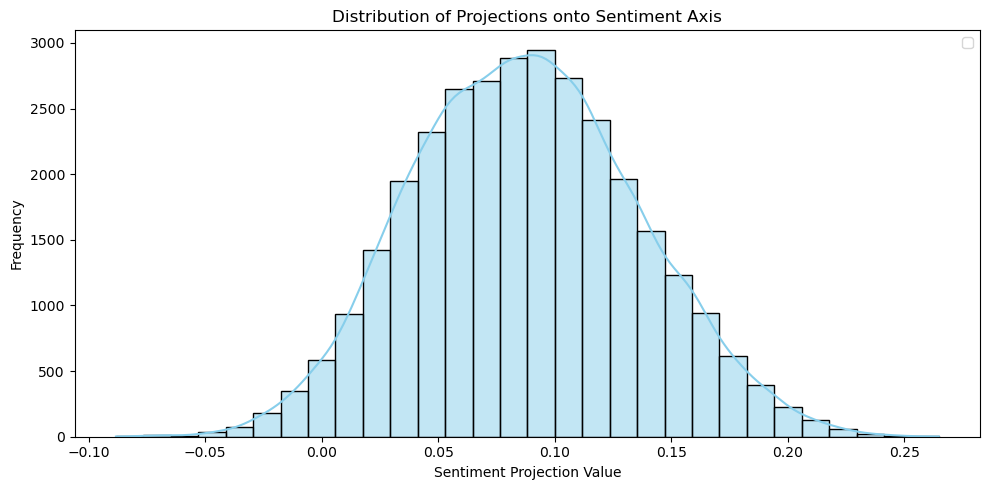 Distribution of Projections onto Sentiment Axis
3000
2500
2000
1500
1000
500
0
Frequency
−0.10 −0.05 0.00 0.05 0.10 0.15 0.20 0.25
Sentiment Projection Value